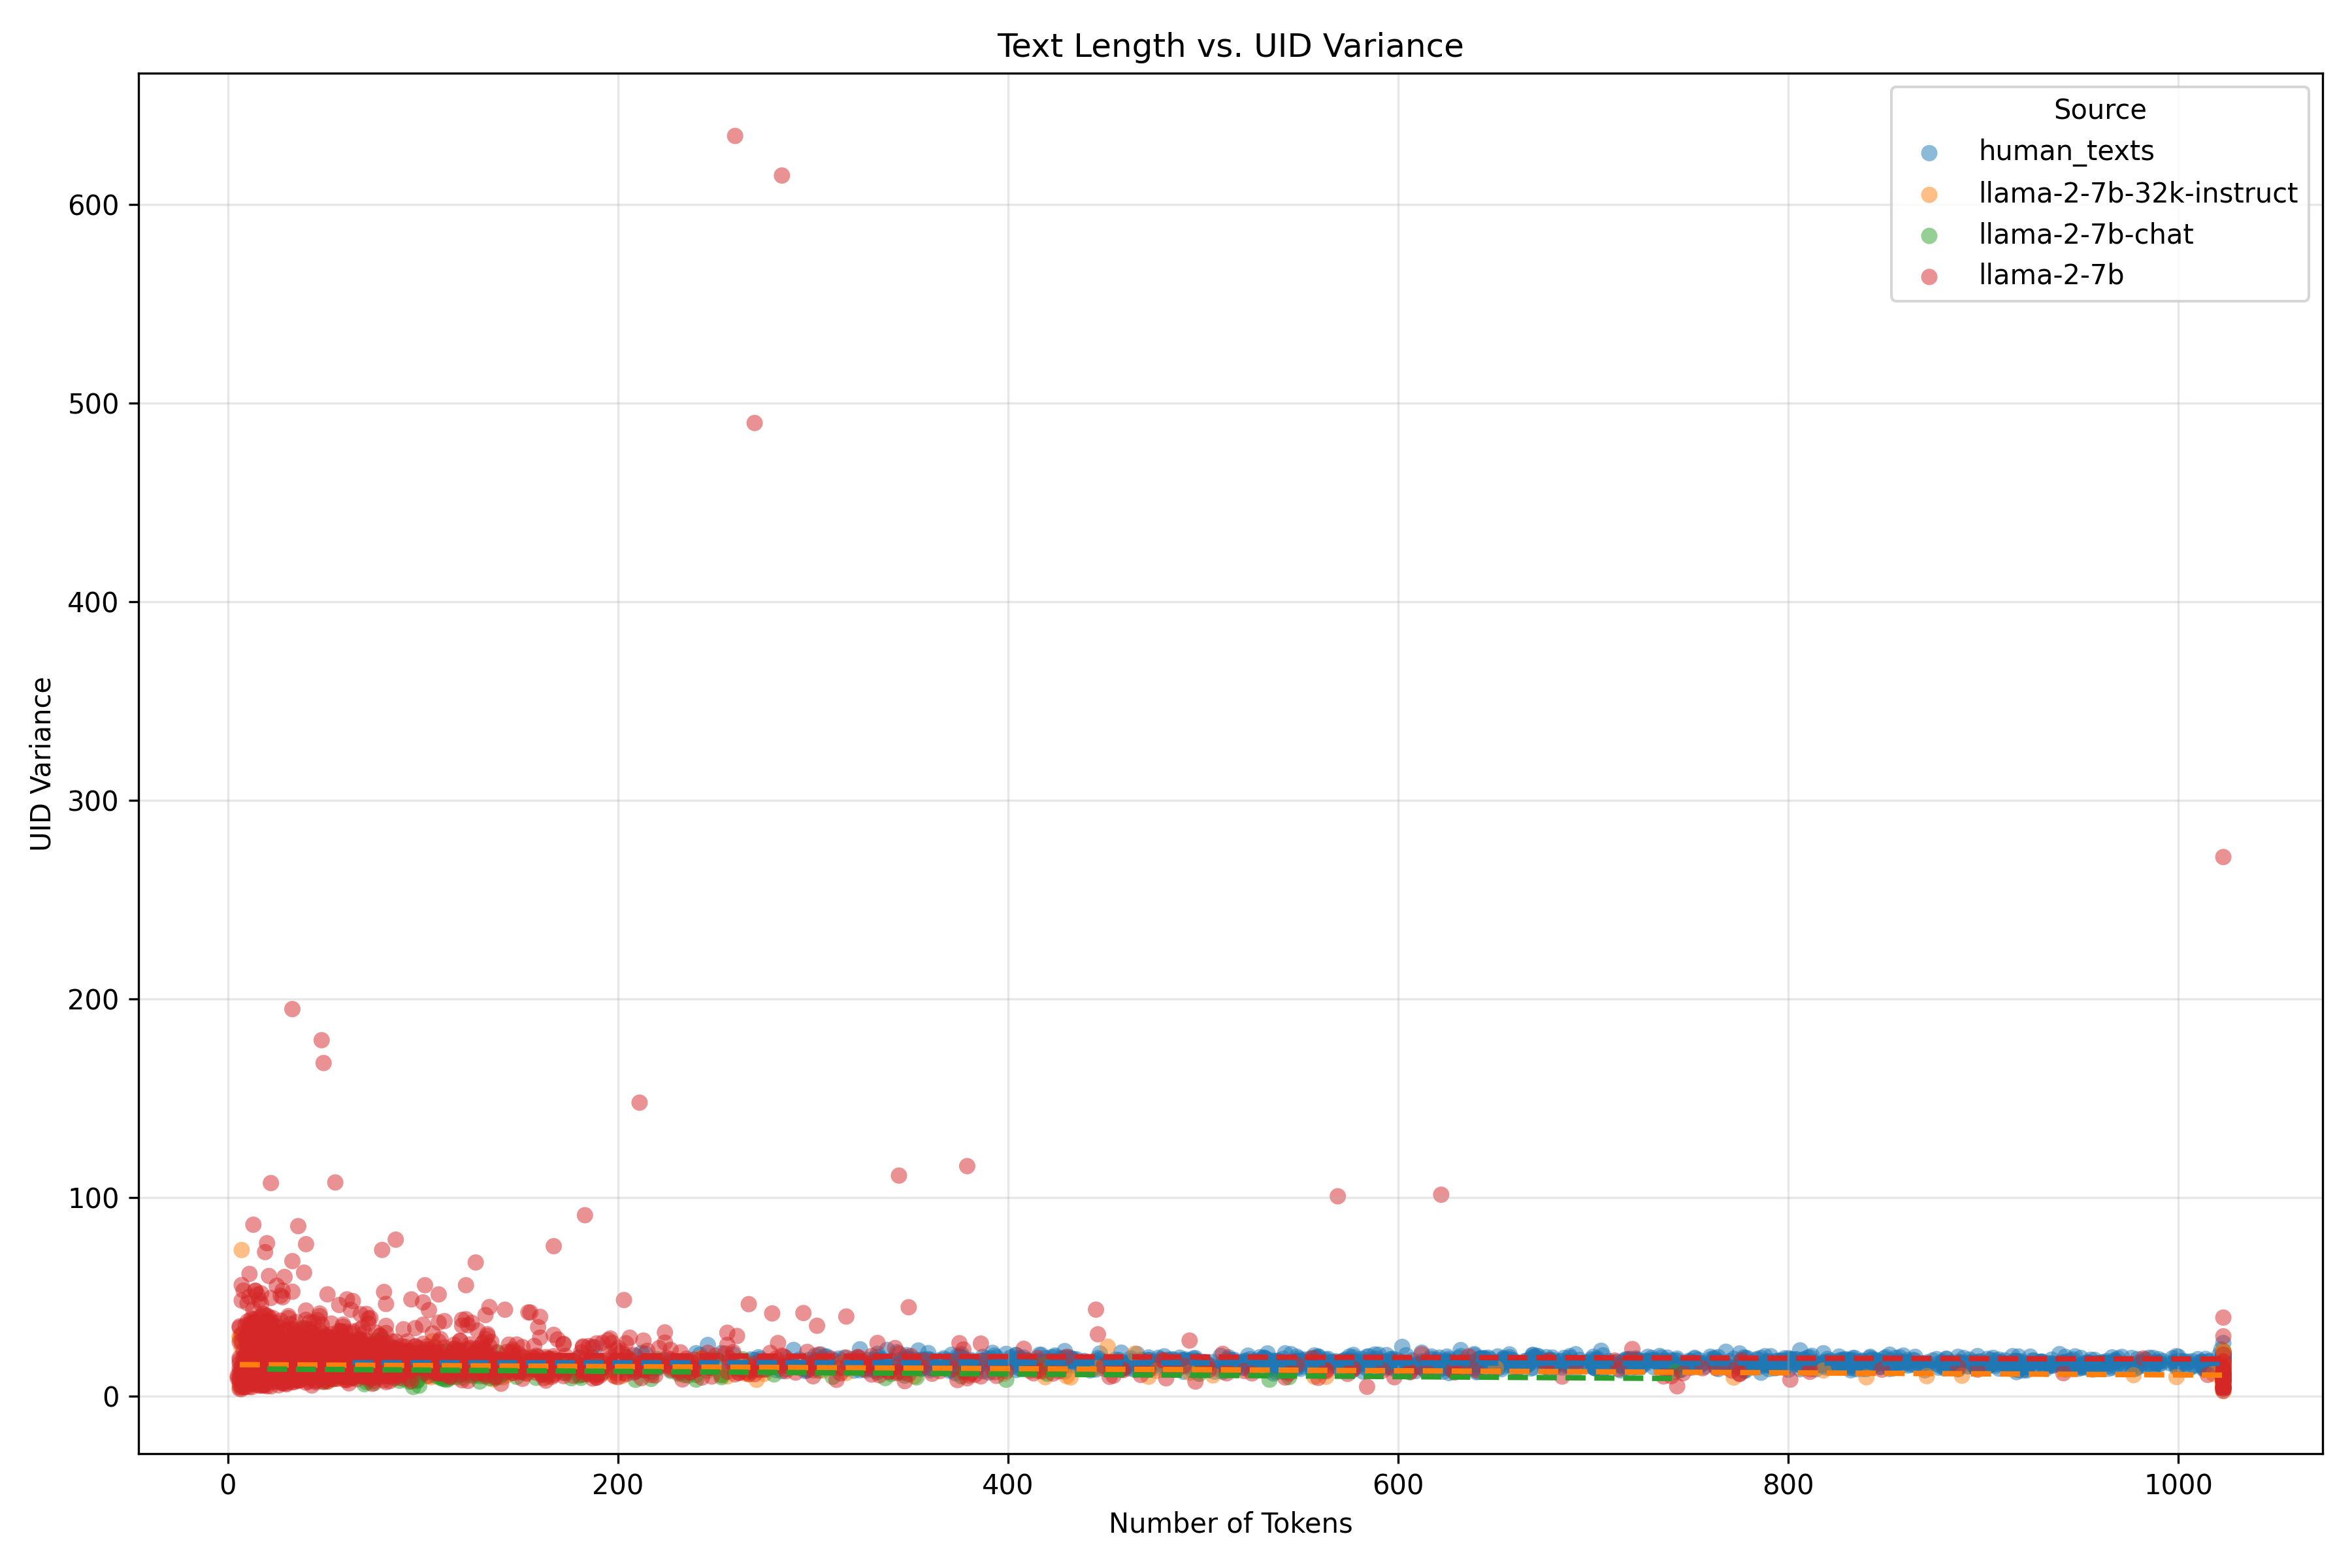 Text Length vs. UID Variance
Source
human_texts
llama-2-7b-32k-instruct
llama-2-7b-chat
llama-2-7b
UID Variance
600
500
400
300
200
100
0
0
200
400
600
800
1000
Number of Tokens